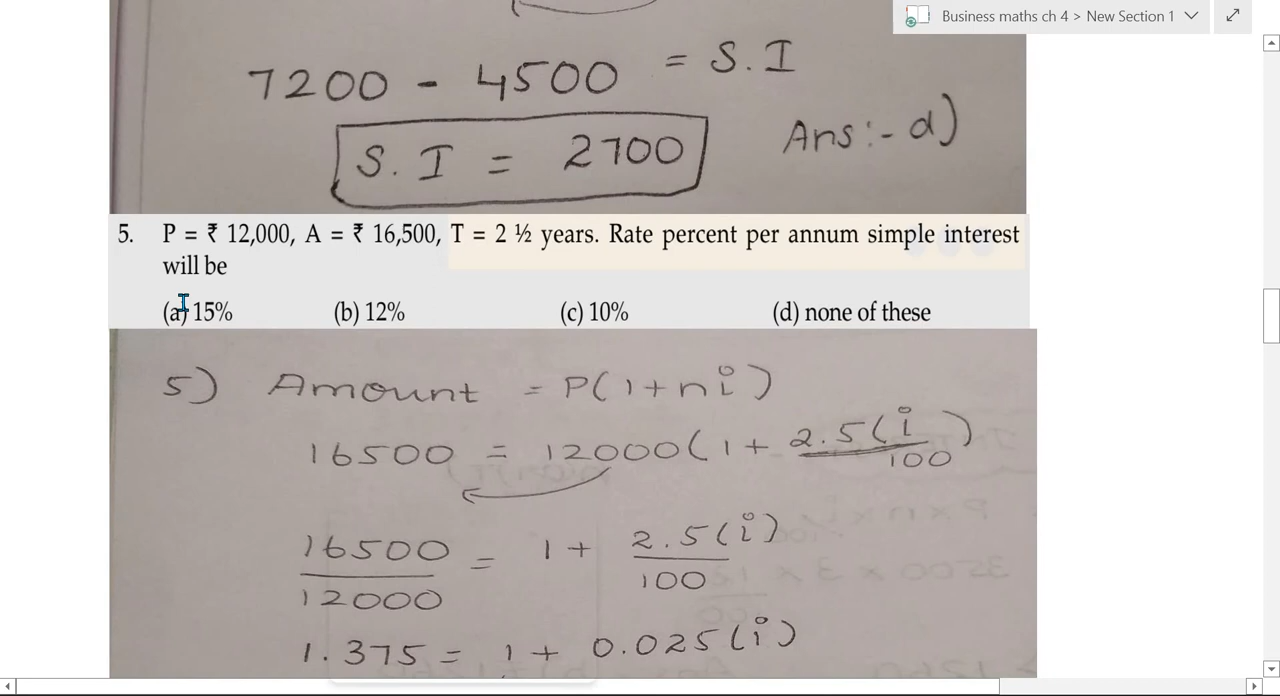 Business maths ch 4 > New Section 1
7200 - 4500 = S.I
S.I = 2700 Ans:- d)
5. P = ₹ 12,000, A = ₹ 16,500, T = 2 ½ years. Rate percent per annum simple interest
will be
(a) 15% (b) 12% (c) 10% (d) none of these
5) Amount = P(1+ni)
16500 = 12000(1 + 2.5(i)/100
16500/12000 = 1 + 2.5(i)/100
1.375 = 1 + 0.025(i)